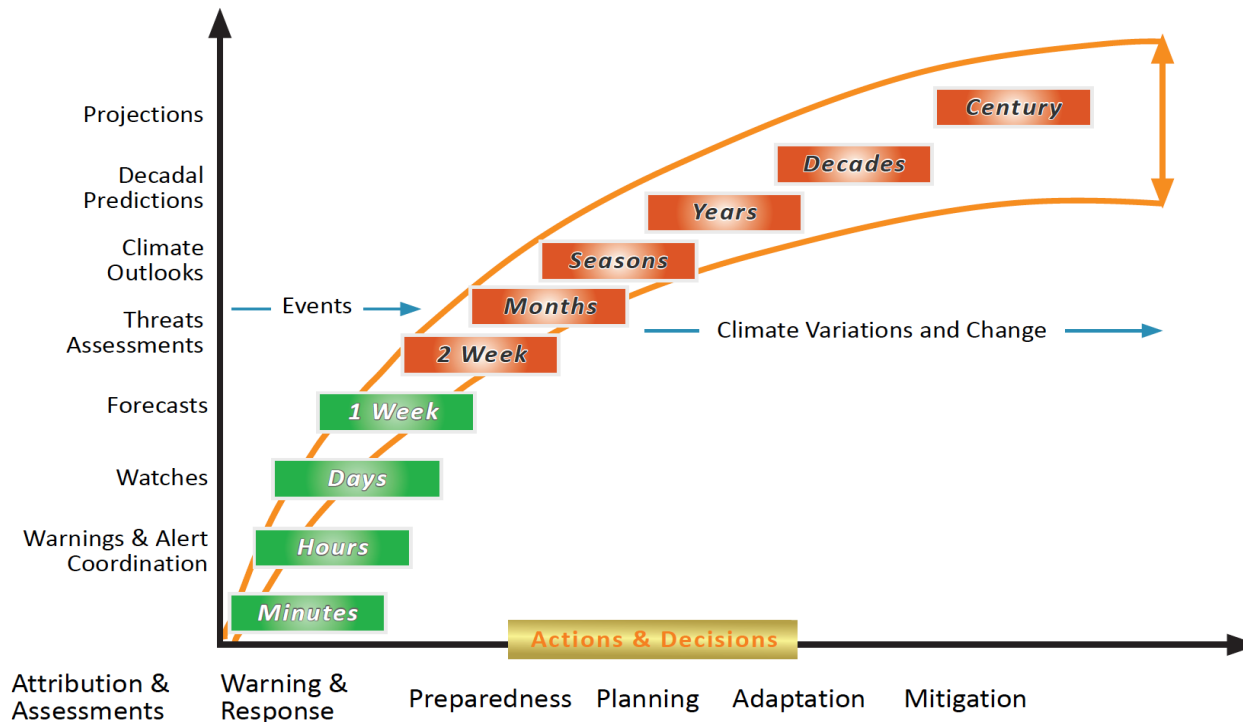 Projections
Century
Decadal
Predictions
Decades
Years
Climate
Outlooks
Seasons
Events
Months
Threats
Assessments
Climate Variations and Change
2 Week
Forecasts
1 Week
Watches
Days
Warnings & Alert
Coordination
Hours
Minutes
Actions & Decisions
Attribution &
Assessments
Warning &
Response
Preparedness
Planning
Adaptation
Mitigation